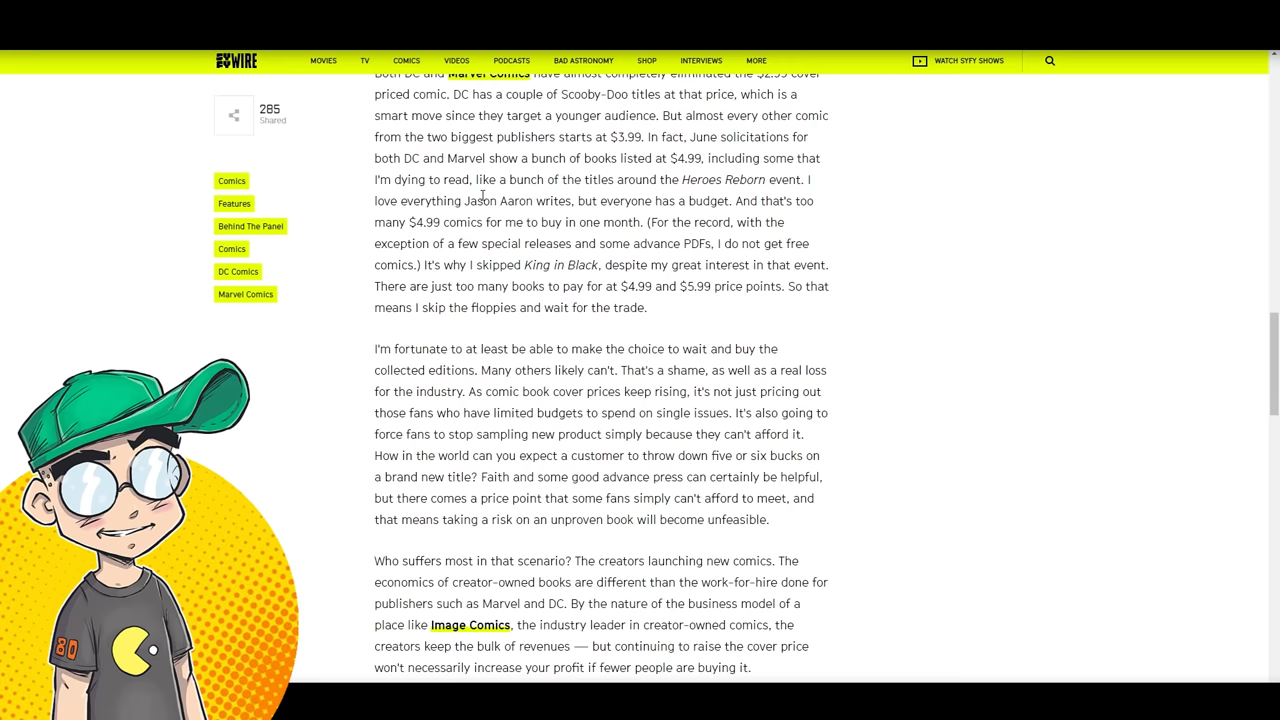 SYFY WIRE
MOVIES TV COMICS VIDEOS PODCASTS BAD ASTRONOMY SHOP INTERVIEWS MORE
WATCH SYFY SHOWS
285
Shared
Comics
Features
Behind The Panel
Comics
DC Comics
Marvel Comics
Both DC and Marvel Comics have almost completely eliminated the $2.99 cover
priced comic. DC has a couple of Scooby-Doo titles at that price, which is a
smart move since they target a younger audience. But almost every other comic
from the two biggest publishers starts at $3.99. In fact, June solicitations for
both DC and Marvel show a bunch of books listed at $4.99, including some that
I'm dying to read, like a bunch of the titles around the Heroes Reborn event. I
love everything Jason Aaron writes, but everyone has a budget. And that's too
many $4.99 comics for me to buy in one month. (For the record, with the
exception of a few special releases and some advance PDFs, I do not get free
comics.) It's why I skipped King in Black, despite my great interest in that event.
There are just too many books to pay for at $4.99 and $5.99 price points. So that
means I skip the floppies and wait for the trade.
I'm fortunate to at least be able to make the choice to wait and buy the
collected editions. Many others likely can't. That's a shame, as well as a real loss
for the industry. As comic book cover prices keep rising, it's not just pricing out
those fans who have limited budgets to spend on single issues. It's also going to
force fans to stop sampling new product simply because they can't afford it.
How in the world can you expect a customer to throw down five or six bucks on
a brand new title? Faith and some good advance press can certainly be helpful,
but there comes a price point that some fans simply can't afford to meet, and
that means taking a risk on an unproven book will become unfeasible.
Who suffers most in that scenario? The creators launching new comics. The
economics of creator-owned books are different than the work-for-hire done for
publishers such as Marvel and DC. By the nature of the business model of a
place like Image Comics, the industry leader in creator-owned comics, the
creators keep the bulk of revenues — but continuing to raise the cover price
won't necessarily increase your profit if fewer people are buying it.
80